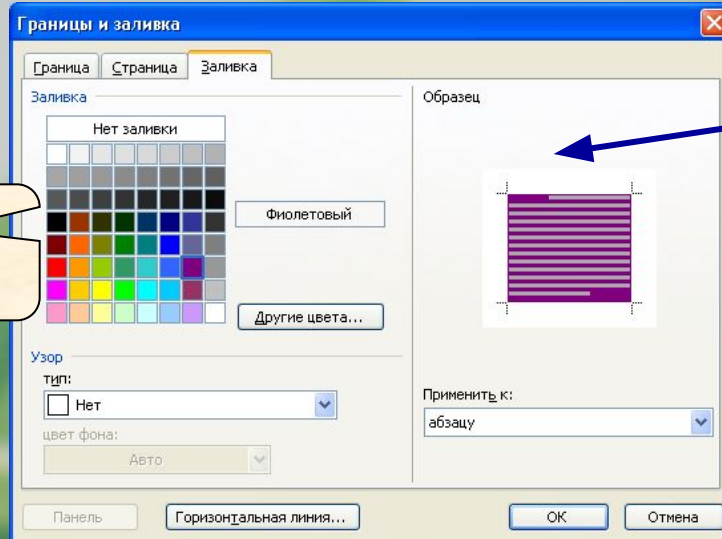 Границы и заливка
Граница Страница Заливка
Заливка
Нет заливки
Фиолетовый
Другие цвета...
Узор
тип:
Нет
цвет фона:
Авто
Образец
Применить к:
абзацу
Панель Горизонтальная линия... ОК Отмена